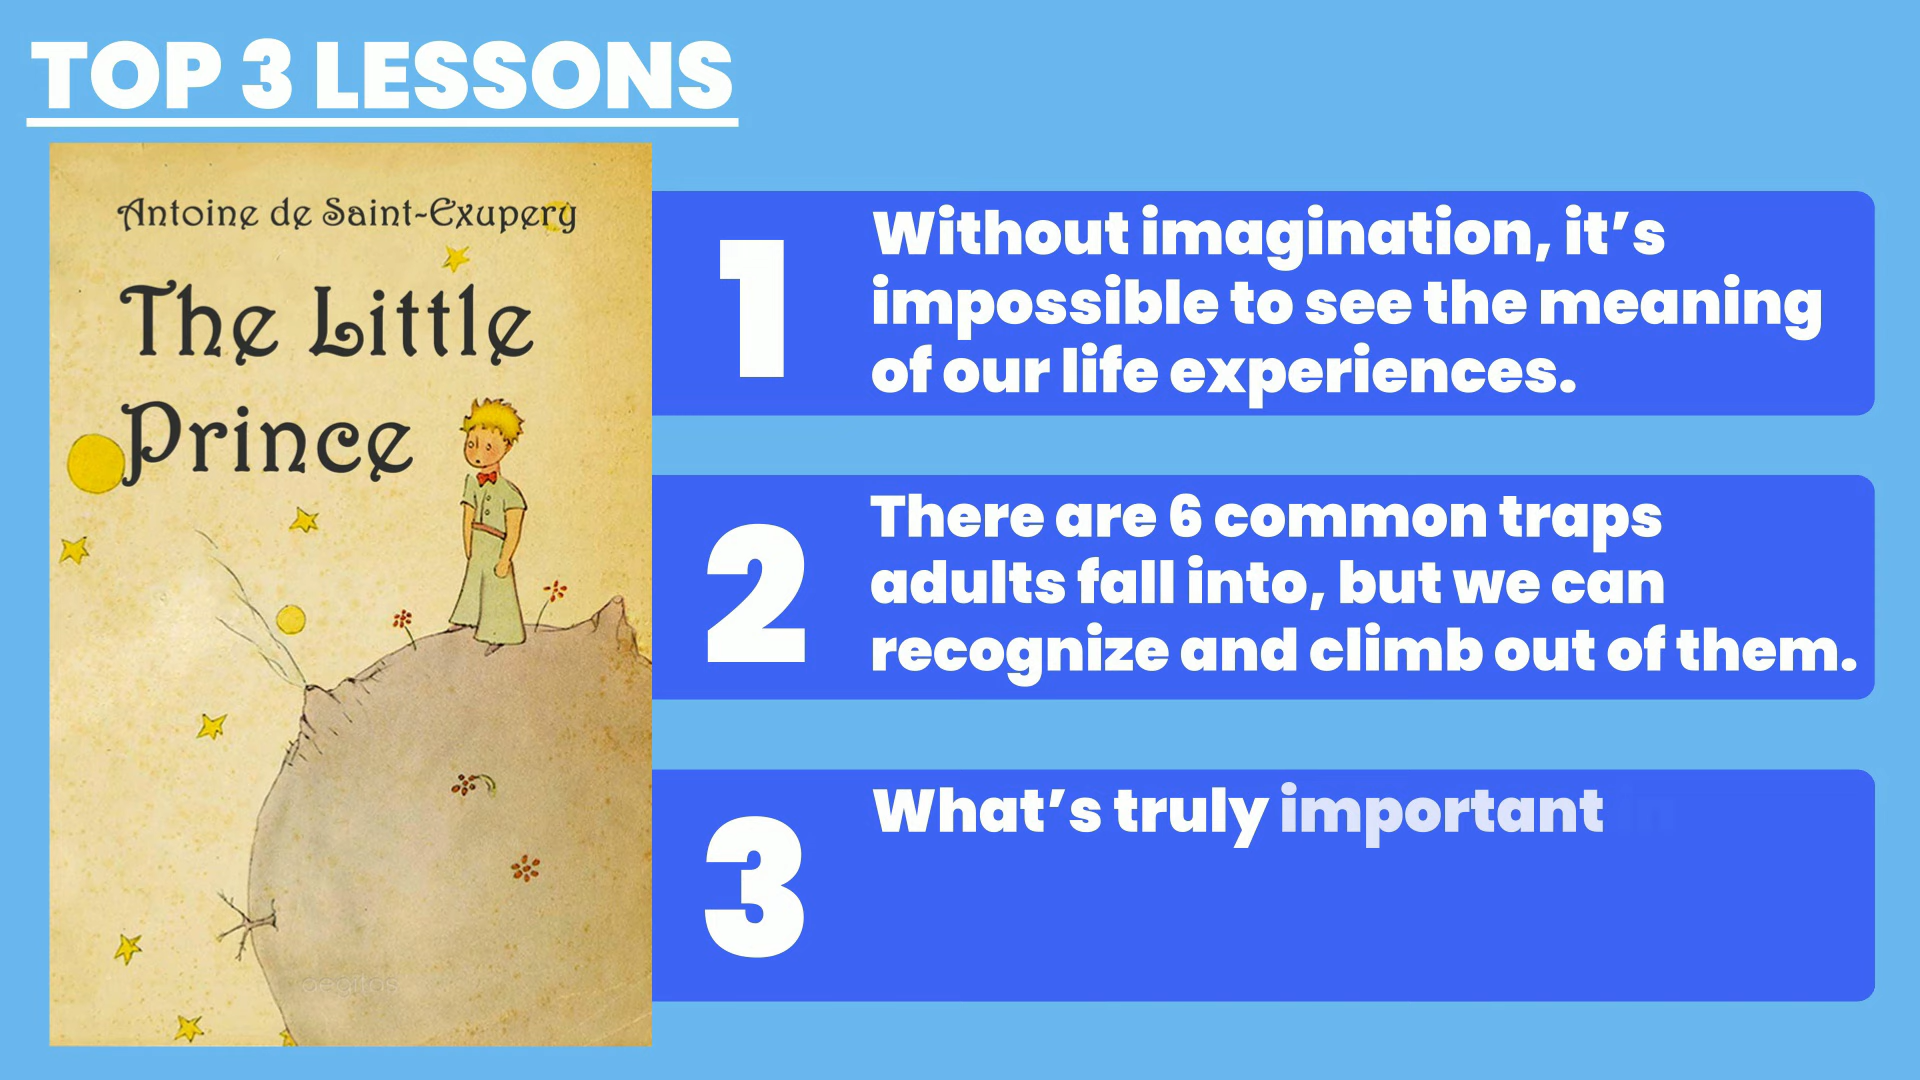 TOP 3 LESSONS
Antoine de Saint-Exupery
The Little
Prince
1
Without imagination, it’s
impossible to see the meaning
of our life experiences.
2
There are 6 common traps
adults fall into, but we can
recognize and climb out of them.
3
What’s truly important